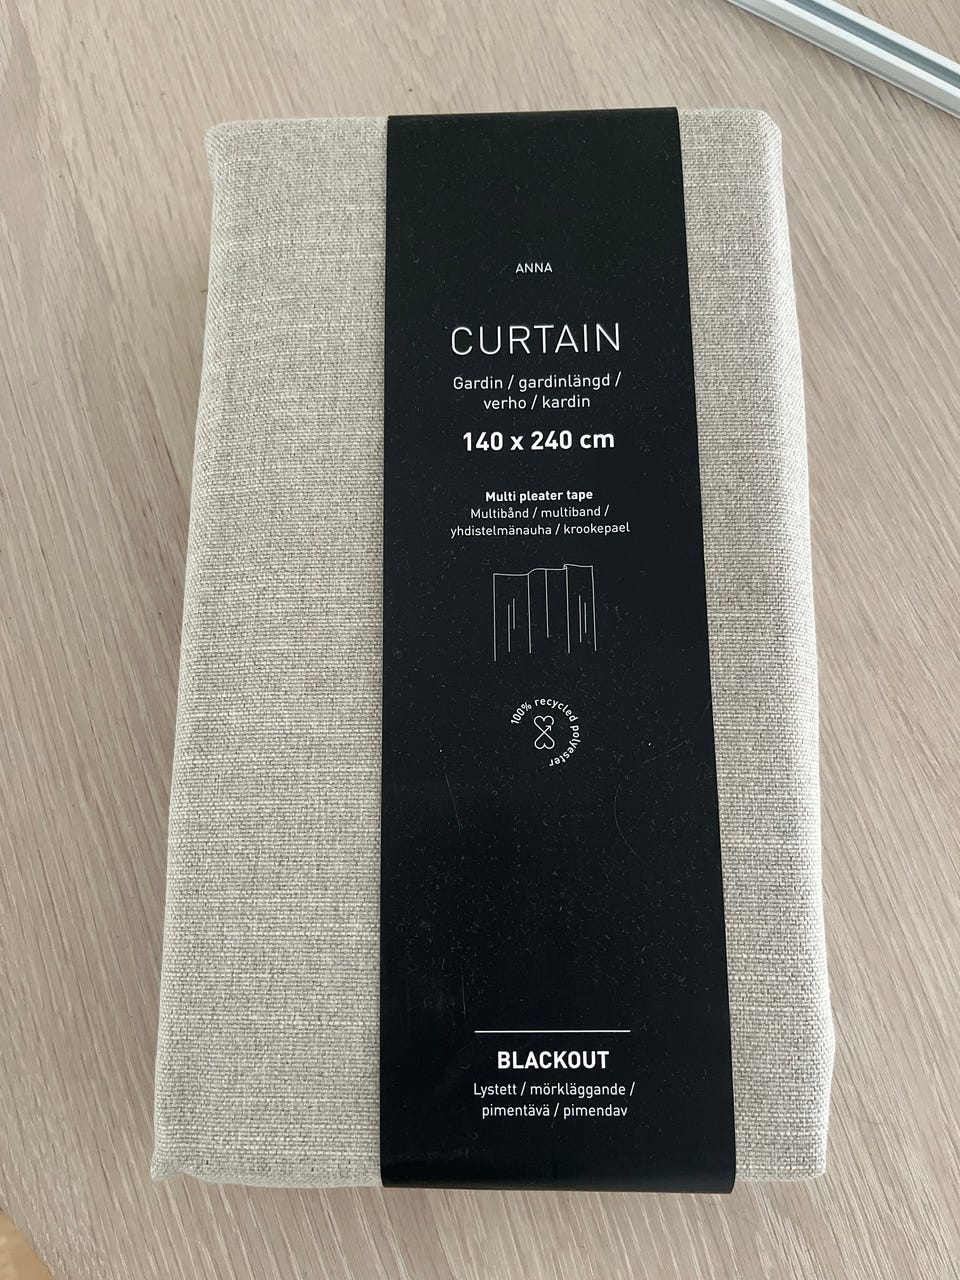 ANNA
CURTAIN
Gardin / gardinlängd /
verho / kardin
140 x 240 cm
Multi pleater tape
Multibånd / multiband /
yhdistelmänauha / krookepael
100% recycled polyester
BLACKOUT
Lystett / mörkläggande /
pimentävä / pimendav